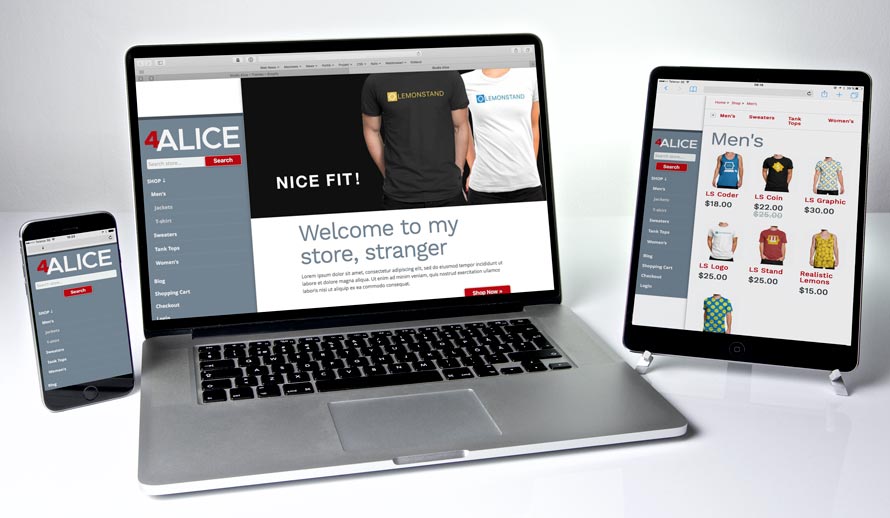 Telenor SE
4ALICE
Search
SHOP ↓
Men's
Jackets
T-shirts
Sweaters
Tank Tops
Women's
Blog
4ALICE
Search store...
Search
SHOP ↓
Men's
Jackets
T-shirts
Sweaters
Tank Tops
Women's
Blog
Shopping Cart
Checkout
Login
LEMONSTAND
LEMONSTAND
NICE FIT!
Welcome to my
store, stranger
Lorem ipsum dolor sit amet, consectetur adipiscing elit, sed do eiusmod tempor incididunt ut
labore et dolore magna aliqua. Ut enim ad minim veniam, quis nostrud exercitation ullamco
laboris nisi ut aliquip ex ea commodo consequat.
Shop Now »
4ALICE
Search store...
Search
SHOP ↓
Men's
Jackets
T-shirts
Sweaters
Tank Tops
Women's
Blog
Shopping Cart
Checkout
Login
Home > Shop > Men's
Men's Sweaters Tank Tops Women's
Men's
LS Coder
$18.00
LS Coin
$22.00
$25.00
LS Graphic
$30.00
LS Logo
$25.00
LS Stand
$25.00
Realistic
Lemons
$15.00